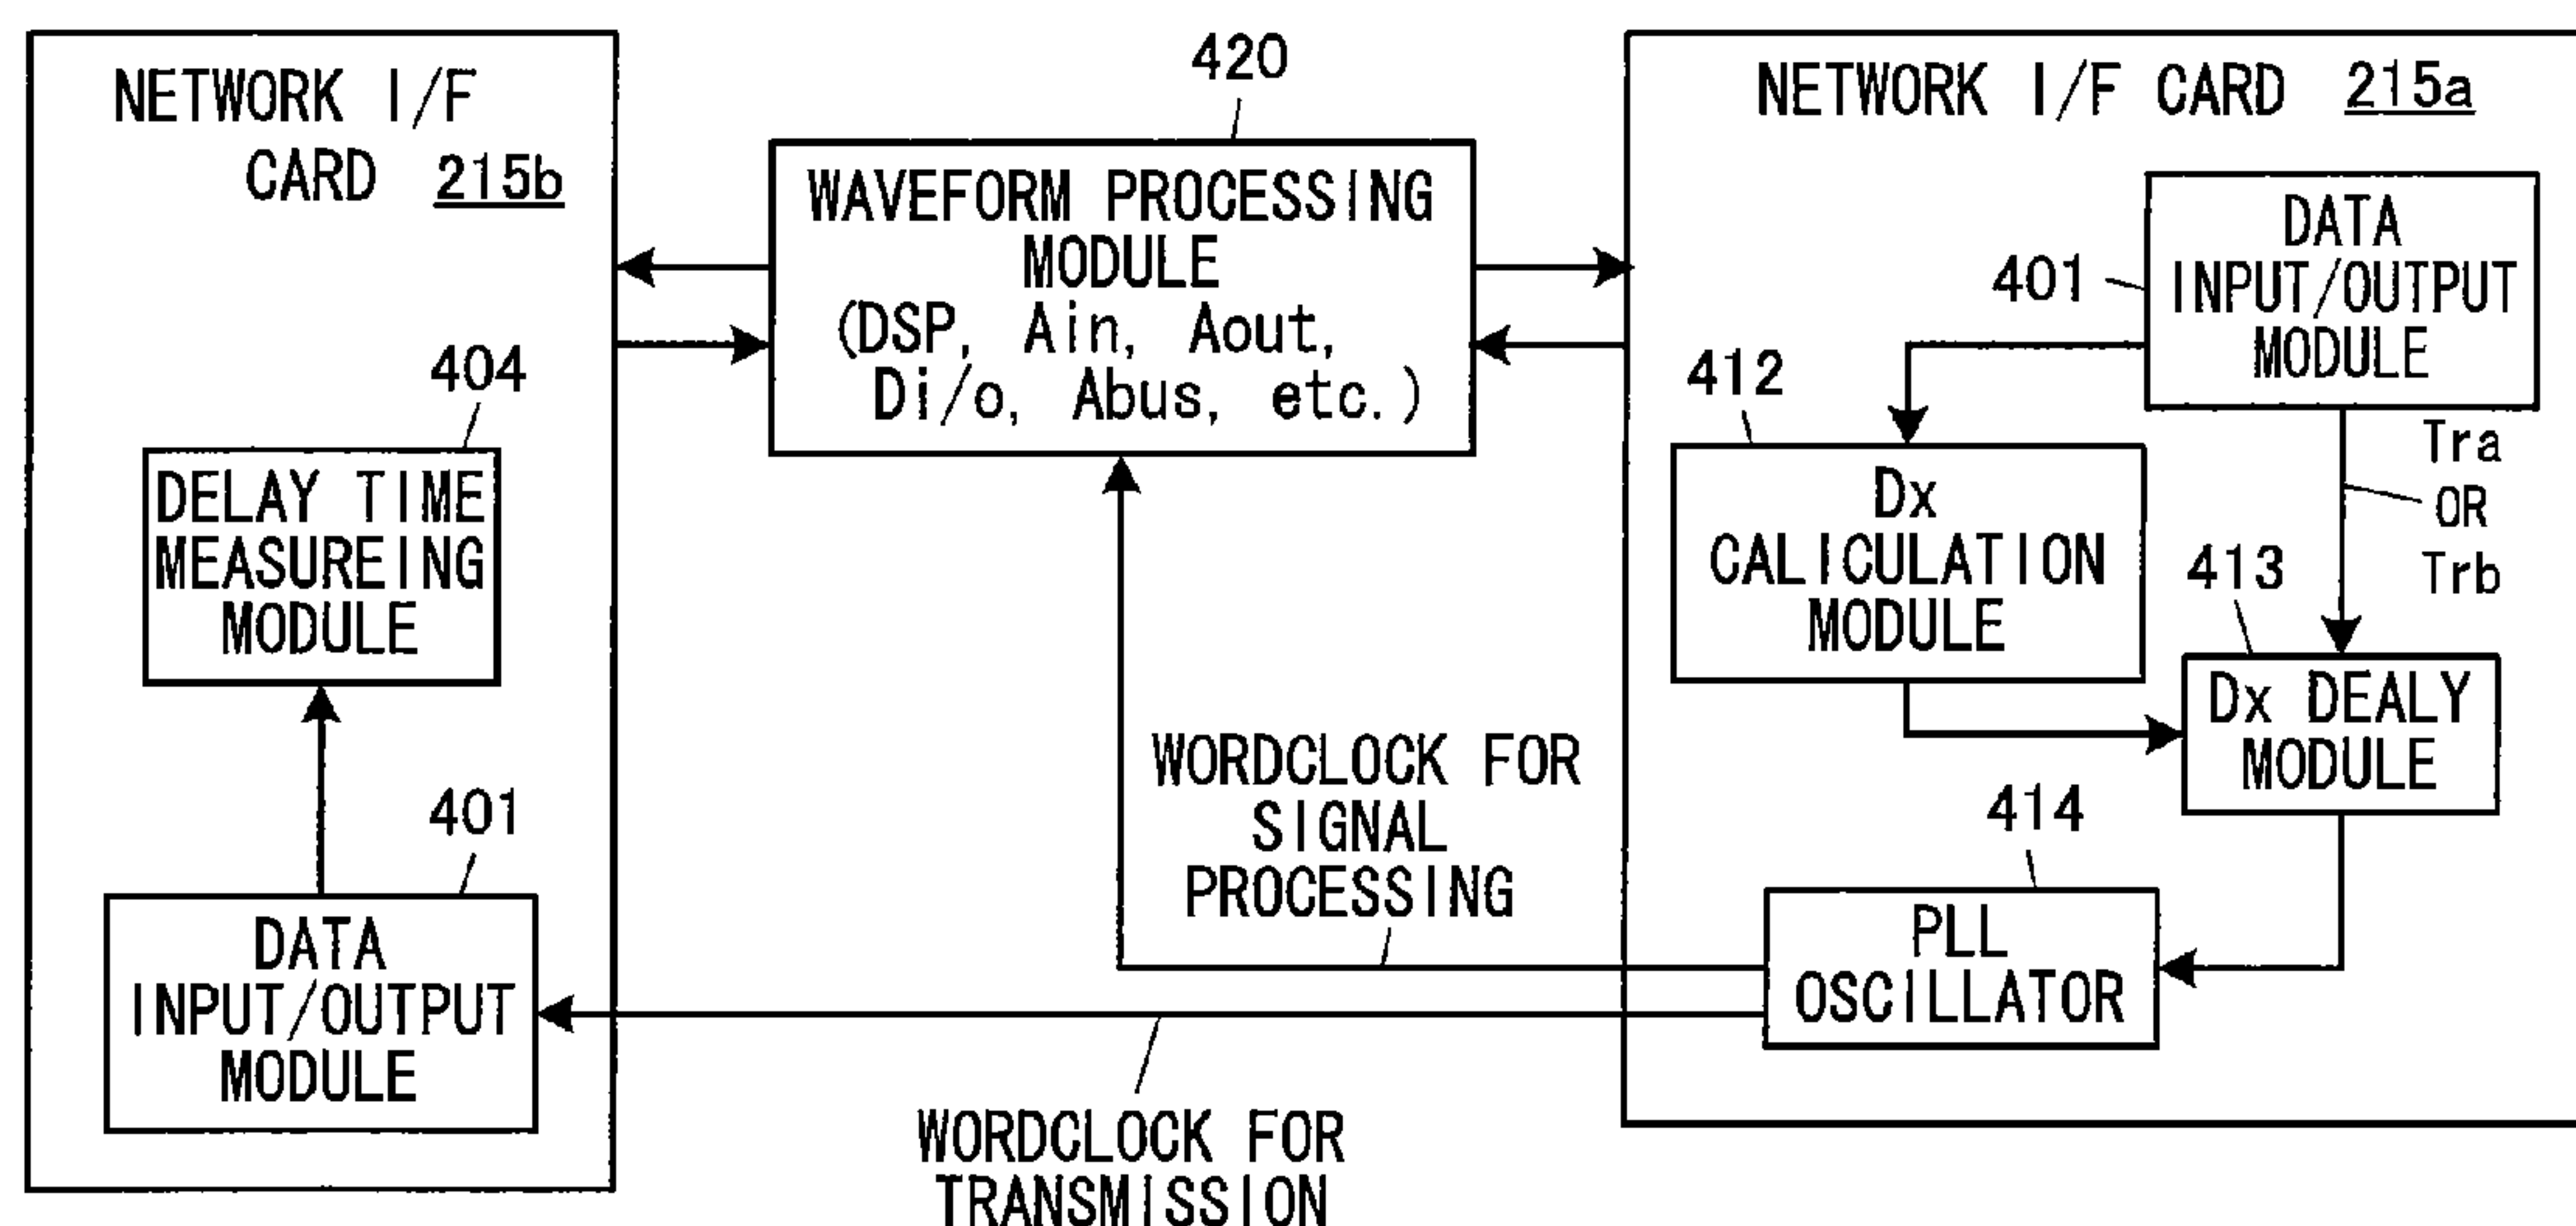 NETWORK I/F
CARD 215b
404
DELAY TIME
MEASUREING
MODULE
401
DATA
INPUT/OUTPUT
MODULE
420
WAVEFORM PROCESSING
MODULE
(DSP, Ain, Aout,
Di/o, Abus, etc.)
WORDCLOCK FOR
SIGNAL
PROCESSING
WORDCLOCK FOR
TRANSMISSION
NETWORK I/F CARD 215a
401
DATA
INPUT/OUTPUT
MODULE
412
Dx
CALICULATION
MODULE
Tra
OR
Trb
413
Dx DEALY
MODULE
414
PLL
OSCILLATOR